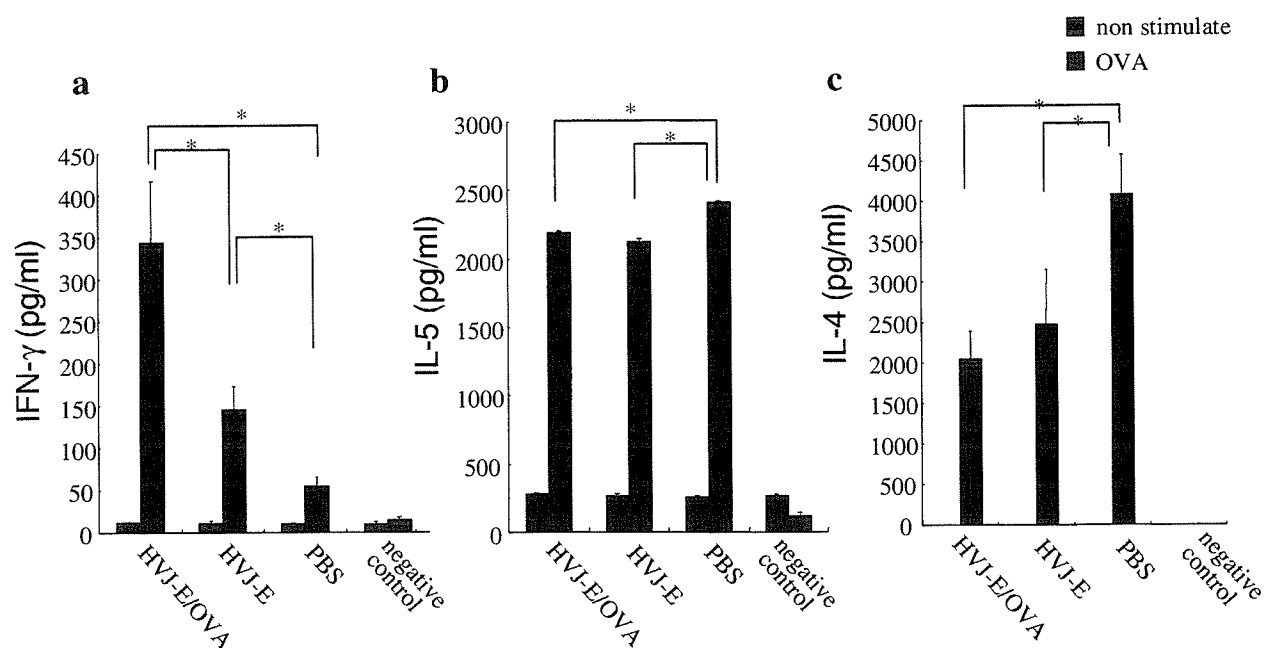 non stimulate
OVA
a
b
c
*
*
*
*
*
*
*
IFN-γ (pg/ml)
450
400
350
300
250
200
150
100
50
0
HVJ-E/OVA
HVJ-E
PBS
negative control
IL-5 (pg/ml)
3000
2500
2000
1000
1000
500
0
HVJ-E/OVA
HVJ-E
PBS
negative control
IL-4 (pg/ml)
5000
4500
4000
3500
3000
2500
2000
1500
1000
500
0
HVJ-E/OVA
HVJ-E
PBS
negative control